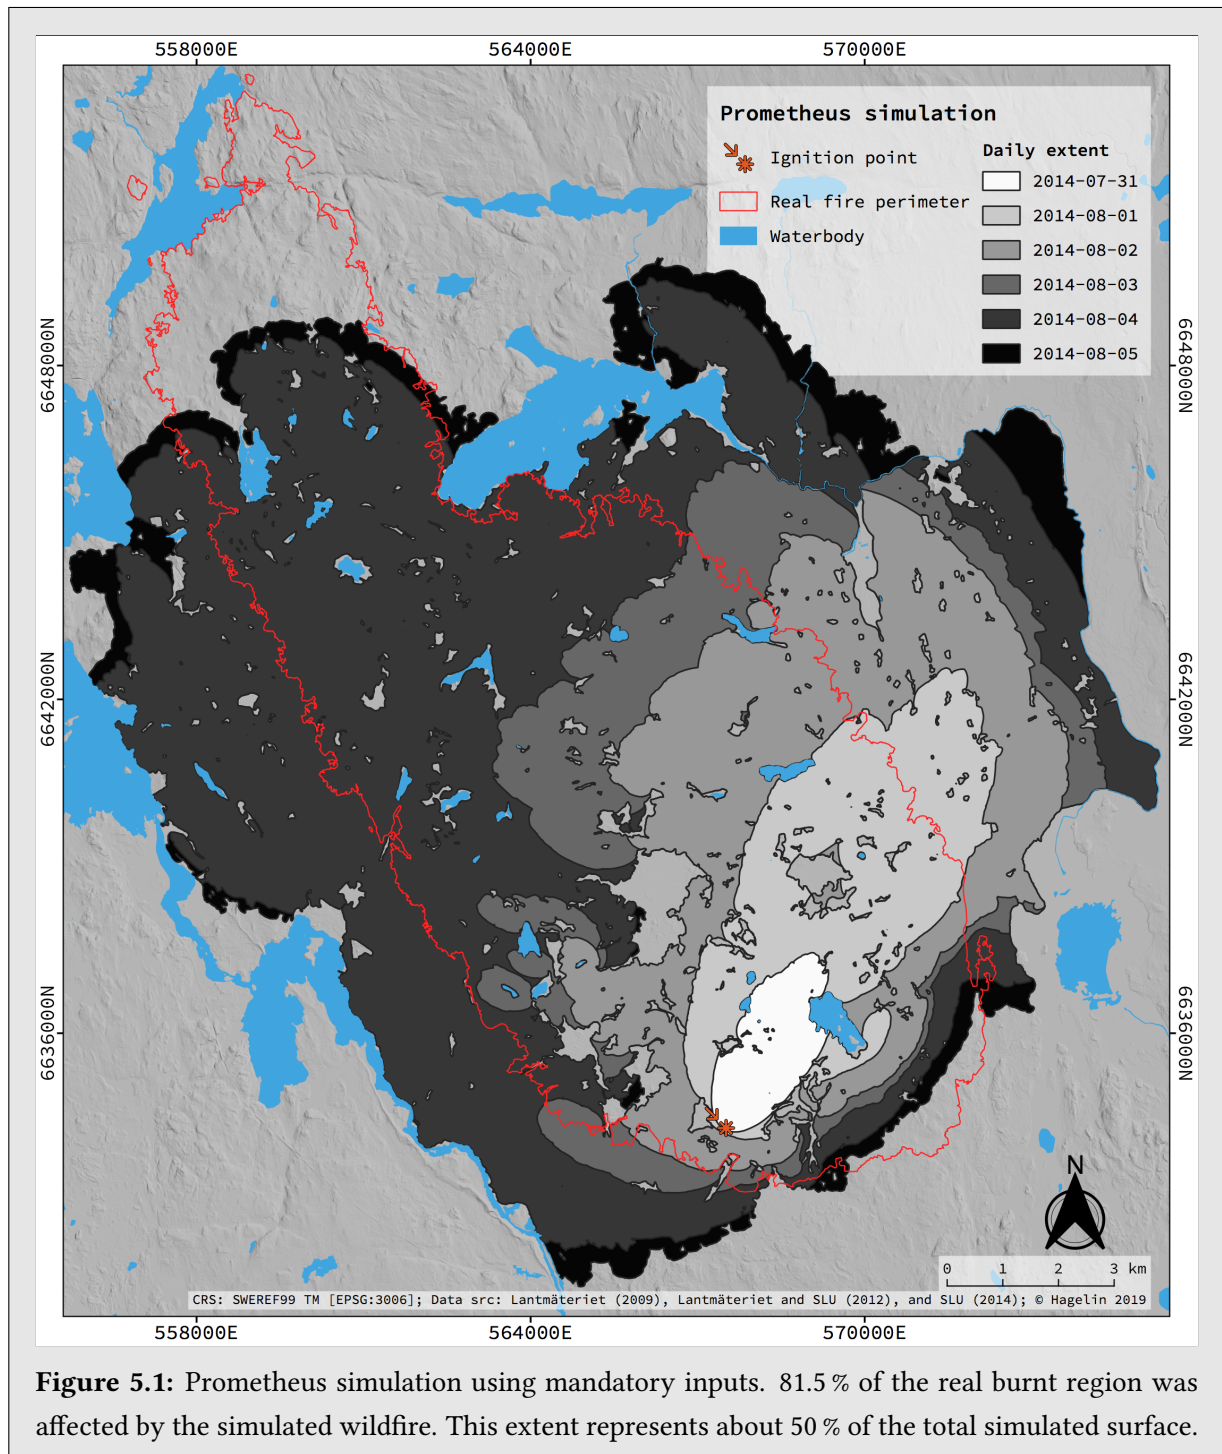 558000E 564000E 570000E
Prometheus simulation
Ignition point
Real fire perimeter
Waterbody
Daily extent
2014-07-31
2014-08-01
2014-08-02
2014-08-03
2014-08-04
2014-08-05
6648000N 6648000N
6642000N 6642000N
6636000N 6636000N
N
0 1 2 3 km
CRS: SWEREF99 TM [EPSG:3006]; Data src: Lantmäteriet (2009), Lantmäteriet and SLU (2012), and SLU (2014); © Hagelin 2019
558000E 564000E 570000E
Figure 5.1: Prometheus simulation using mandatory inputs. 81.5 % of the real burnt region was
affected by the simulated wildfire. This extent represents about 50 % of the total simulated surface.